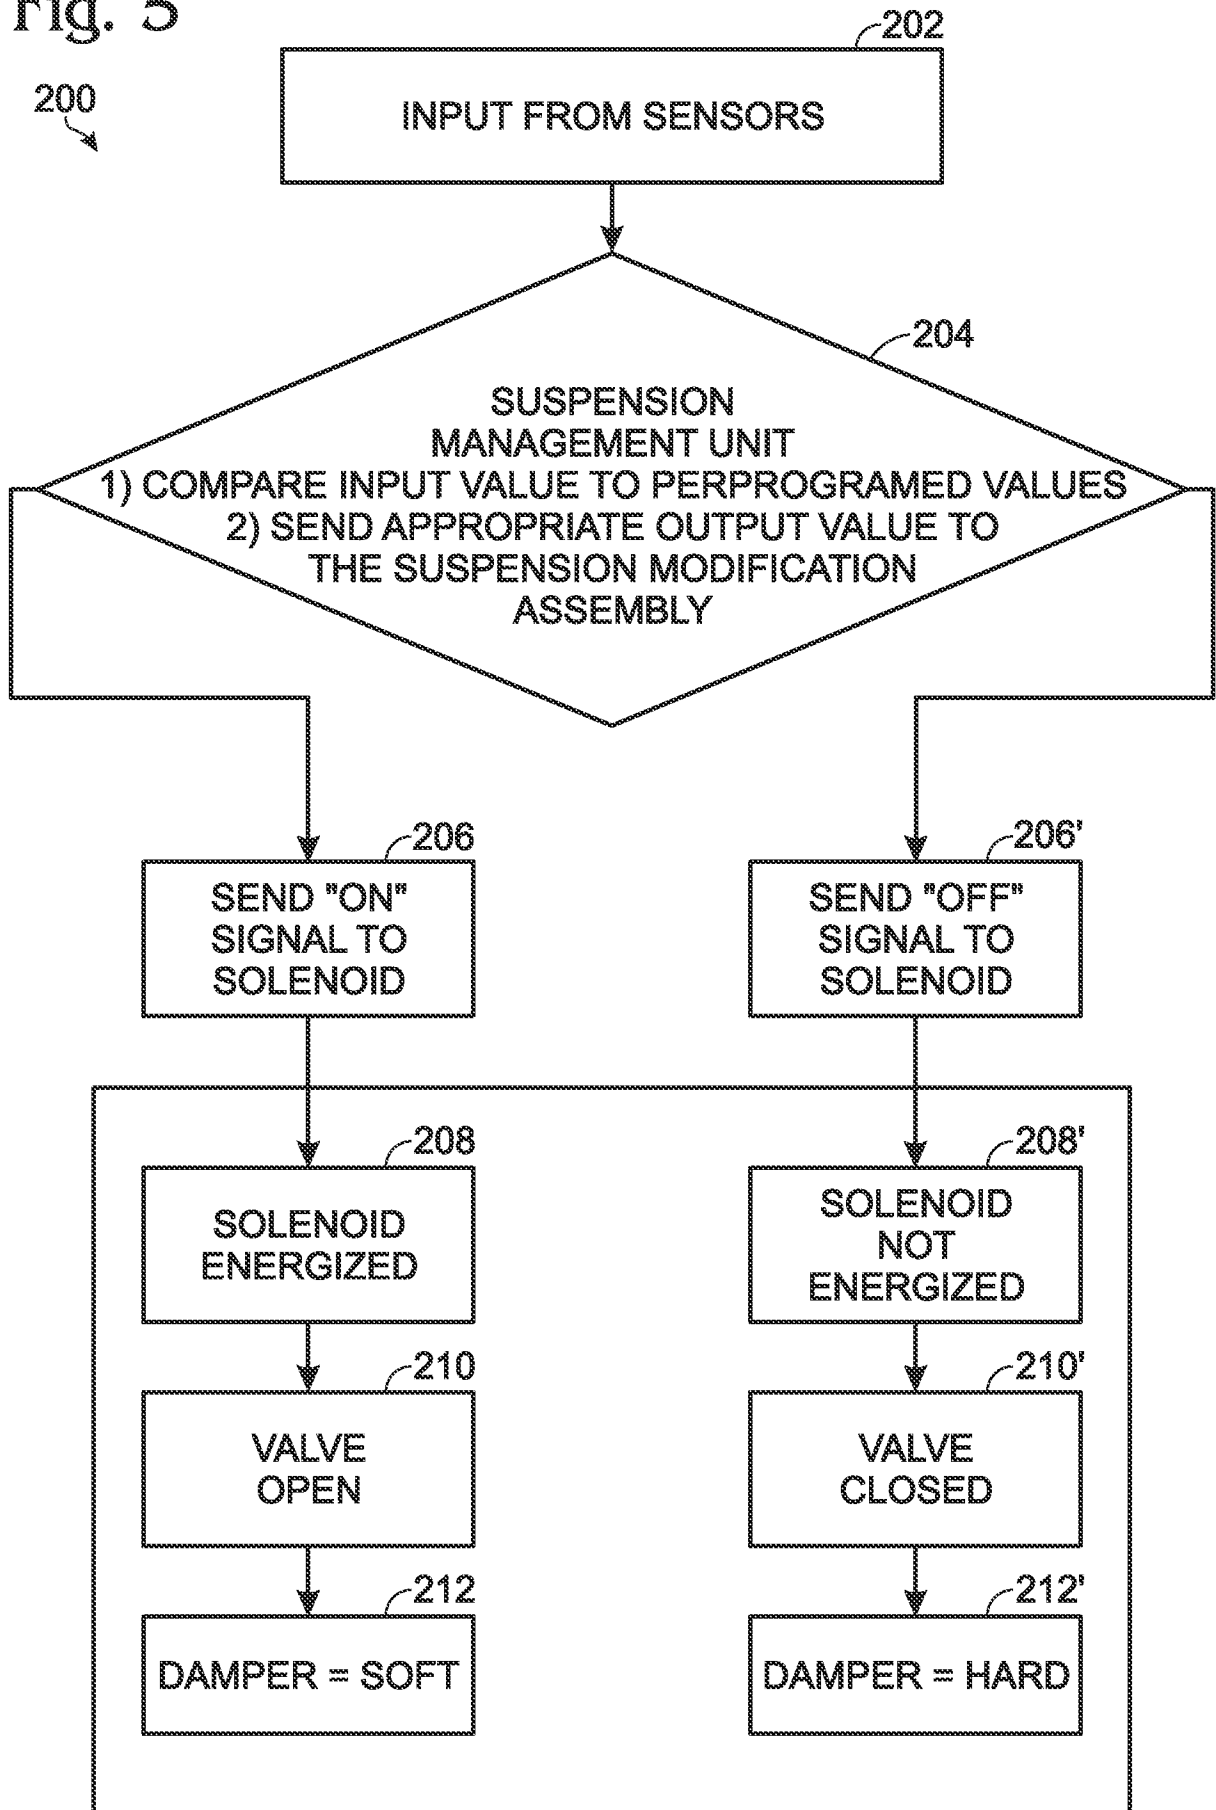 Fig. 5
202
200
INPUT FROM SENSORS
204
SUSPENSION
MANAGEMENT UNIT
1) COMPARE INPUT VALUE TO PERPROGRAMED VALUES
2) SEND APPROPRIATE OUTPUT VALUE TO
THE SUSPENSION MODIFICATION
ASSEMBLY
206
SEND "ON"
SIGNAL TO
SOLENOID
206'
SEND "OFF"
SIGNAL TO
SOLENOID
208
SOLENOID
ENERGIZED
208'
SOLENOID
NOT
ENERGIZED
210
VALVE
OPEN
210'
VALVE
CLOSED
212
DAMPER = SOFT
212'
DAMPER = HARD